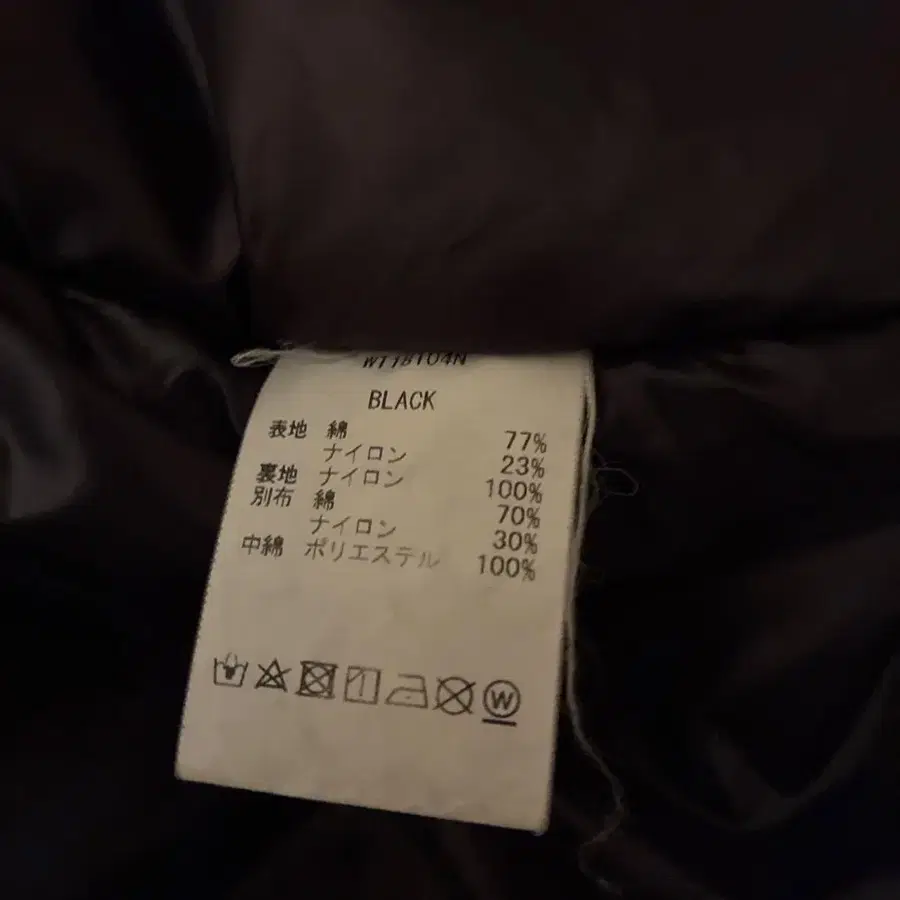 BLACK
表地 綿 77%
ナイロン 23%
裏地 ナイロン 100%
別布 綿 70%
ナイロン 30%
中綿 ポリエステル 100%
W